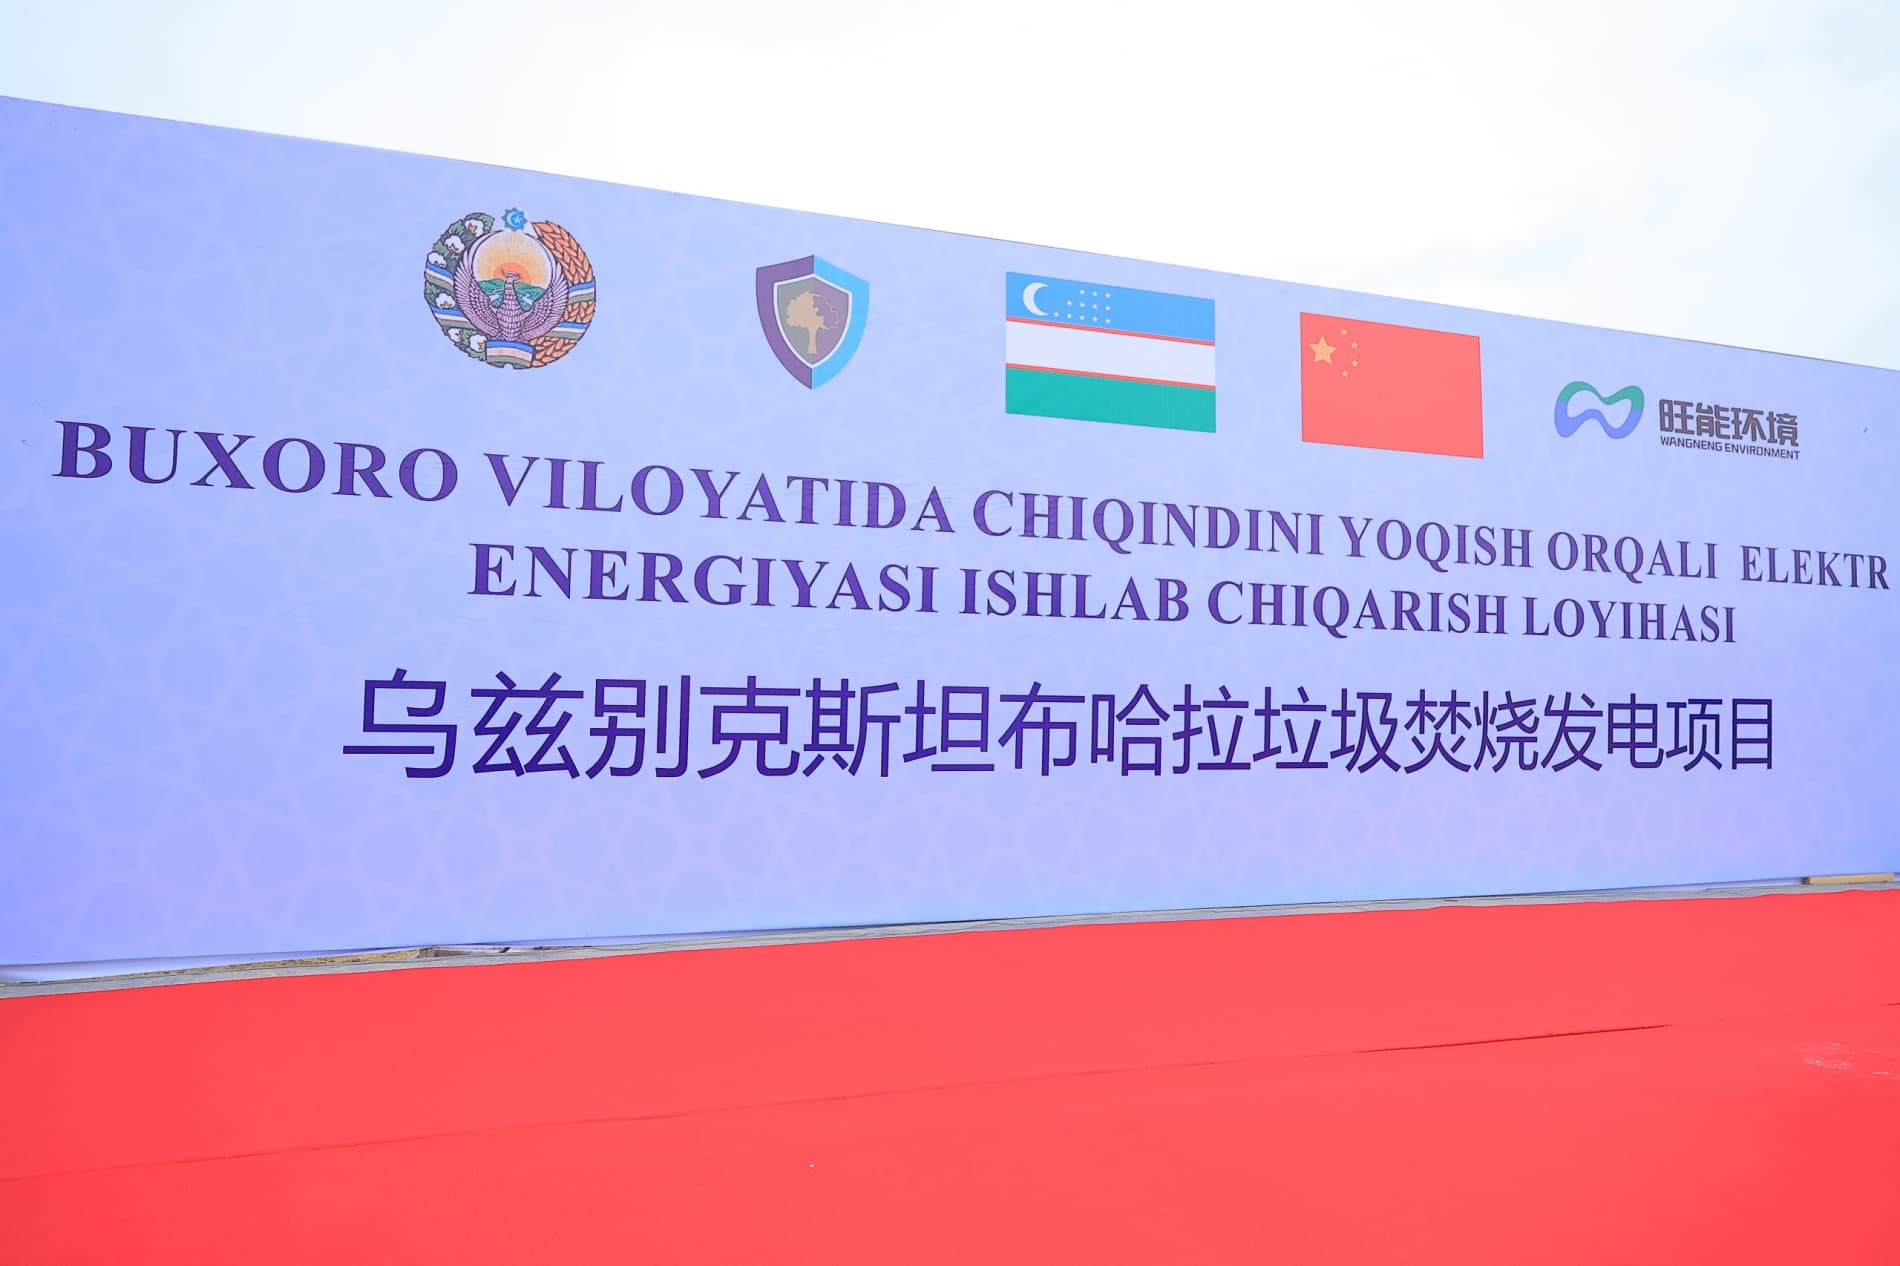 旺能环境
WANGNENG ENVIRONMENT
BUXORO VILOYATIDA CHIQINDINI YOQISH ORQALI ELEKTR
ENERGIYASI ISHLAB CHIQARISH LOYIHASI
乌兹别克斯坦布哈拉垃圾焚烧发电项目